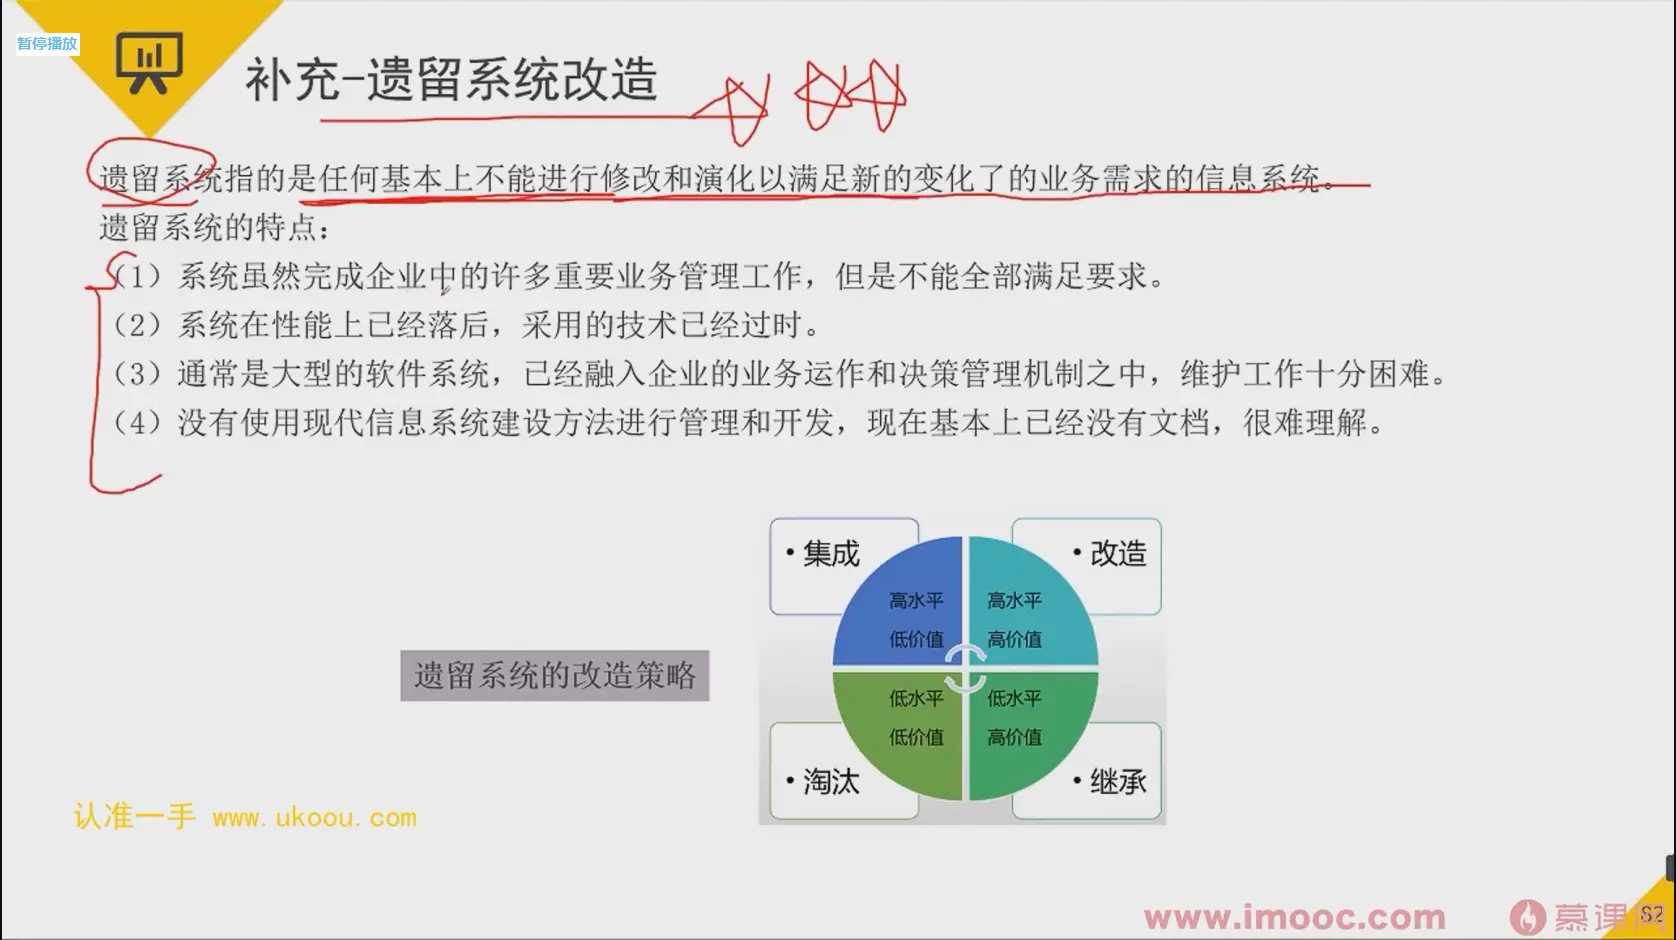 暂停播放
补充-遗留系统改造
遗留系统指的是任何基本上不能进行修改和演化以满足新的变化了的业务需求的信息系统。
遗留系统的特点：
（1）系统虽然完成企业中的许多重要业务管理工作，但是不能全部满足要求。
（2）系统在性能上已经落后，采用的技术已经过时。
（3）通常是大型的软件系统，已经融入企业的业务运作和决策管理机制之中，维护工作十分困难。
（4）没有使用现代信息系统建设方法进行管理和开发，现在基本上已经没有文档，很难理解。
• 集成
• 改造
高水平
低价值
高水平
高价值
遗留系统的改造策略
低水平
低价值
低水平
高价值
• 淘汰
• 继承
认准一手 www.ukoou.com
www.imooc.com
慕课网
82